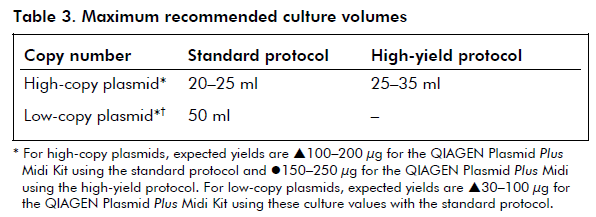 Table 3. Maximum recommended culture volumes
Copy number Standard protocol High-yield protocol
High-copy plasmid* 20–25 ml 25–35 ml
Low-copy plasmid*† 50 ml –
* For high-copy plasmids, expected yields are ▲100–200 µg for the QIAGEN Plasmid Plus
Midi Kit using the standard protocol and ●150–250 µg for the QIAGEN Plasmid Plus Midi
using the high-yield protocol. For low-copy plasmids, expected yields are ▲30–100 µg for
the QIAGEN Plasmid Plus Midi Kit using these culture values with the standard protocol.